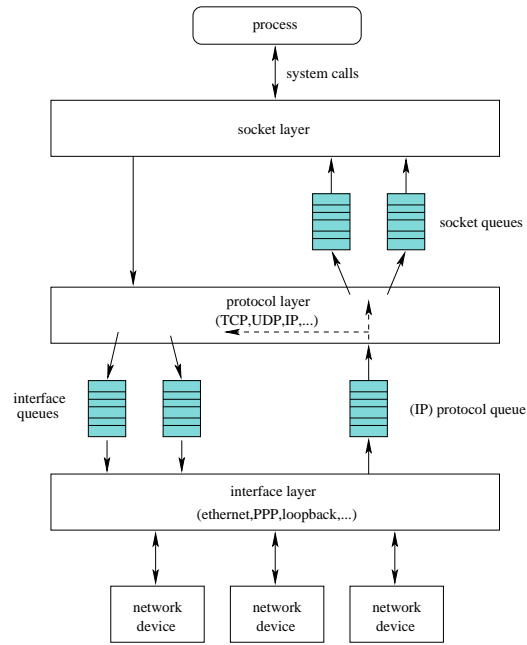 process
system calls
socket layer
socket queues
protocol layer
(TCP,UDP,IP,...)
interface
queues
(IP) protocol queue
interface layer
(ethernet,PPP,loopback,...)
network
device
network
device
network
device